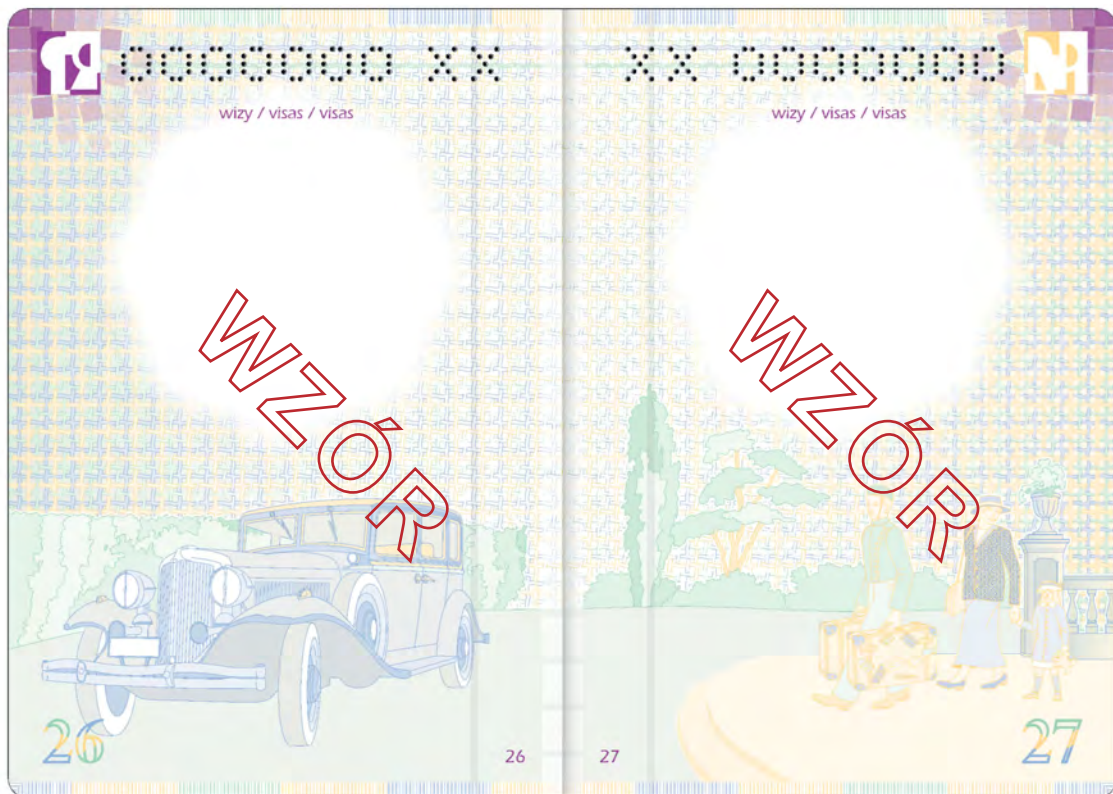 0000000 XX
wizy / visas / visas
WZÓR
26
26
XX 0000000
wizy / visas / visas
WZÓR
27
27